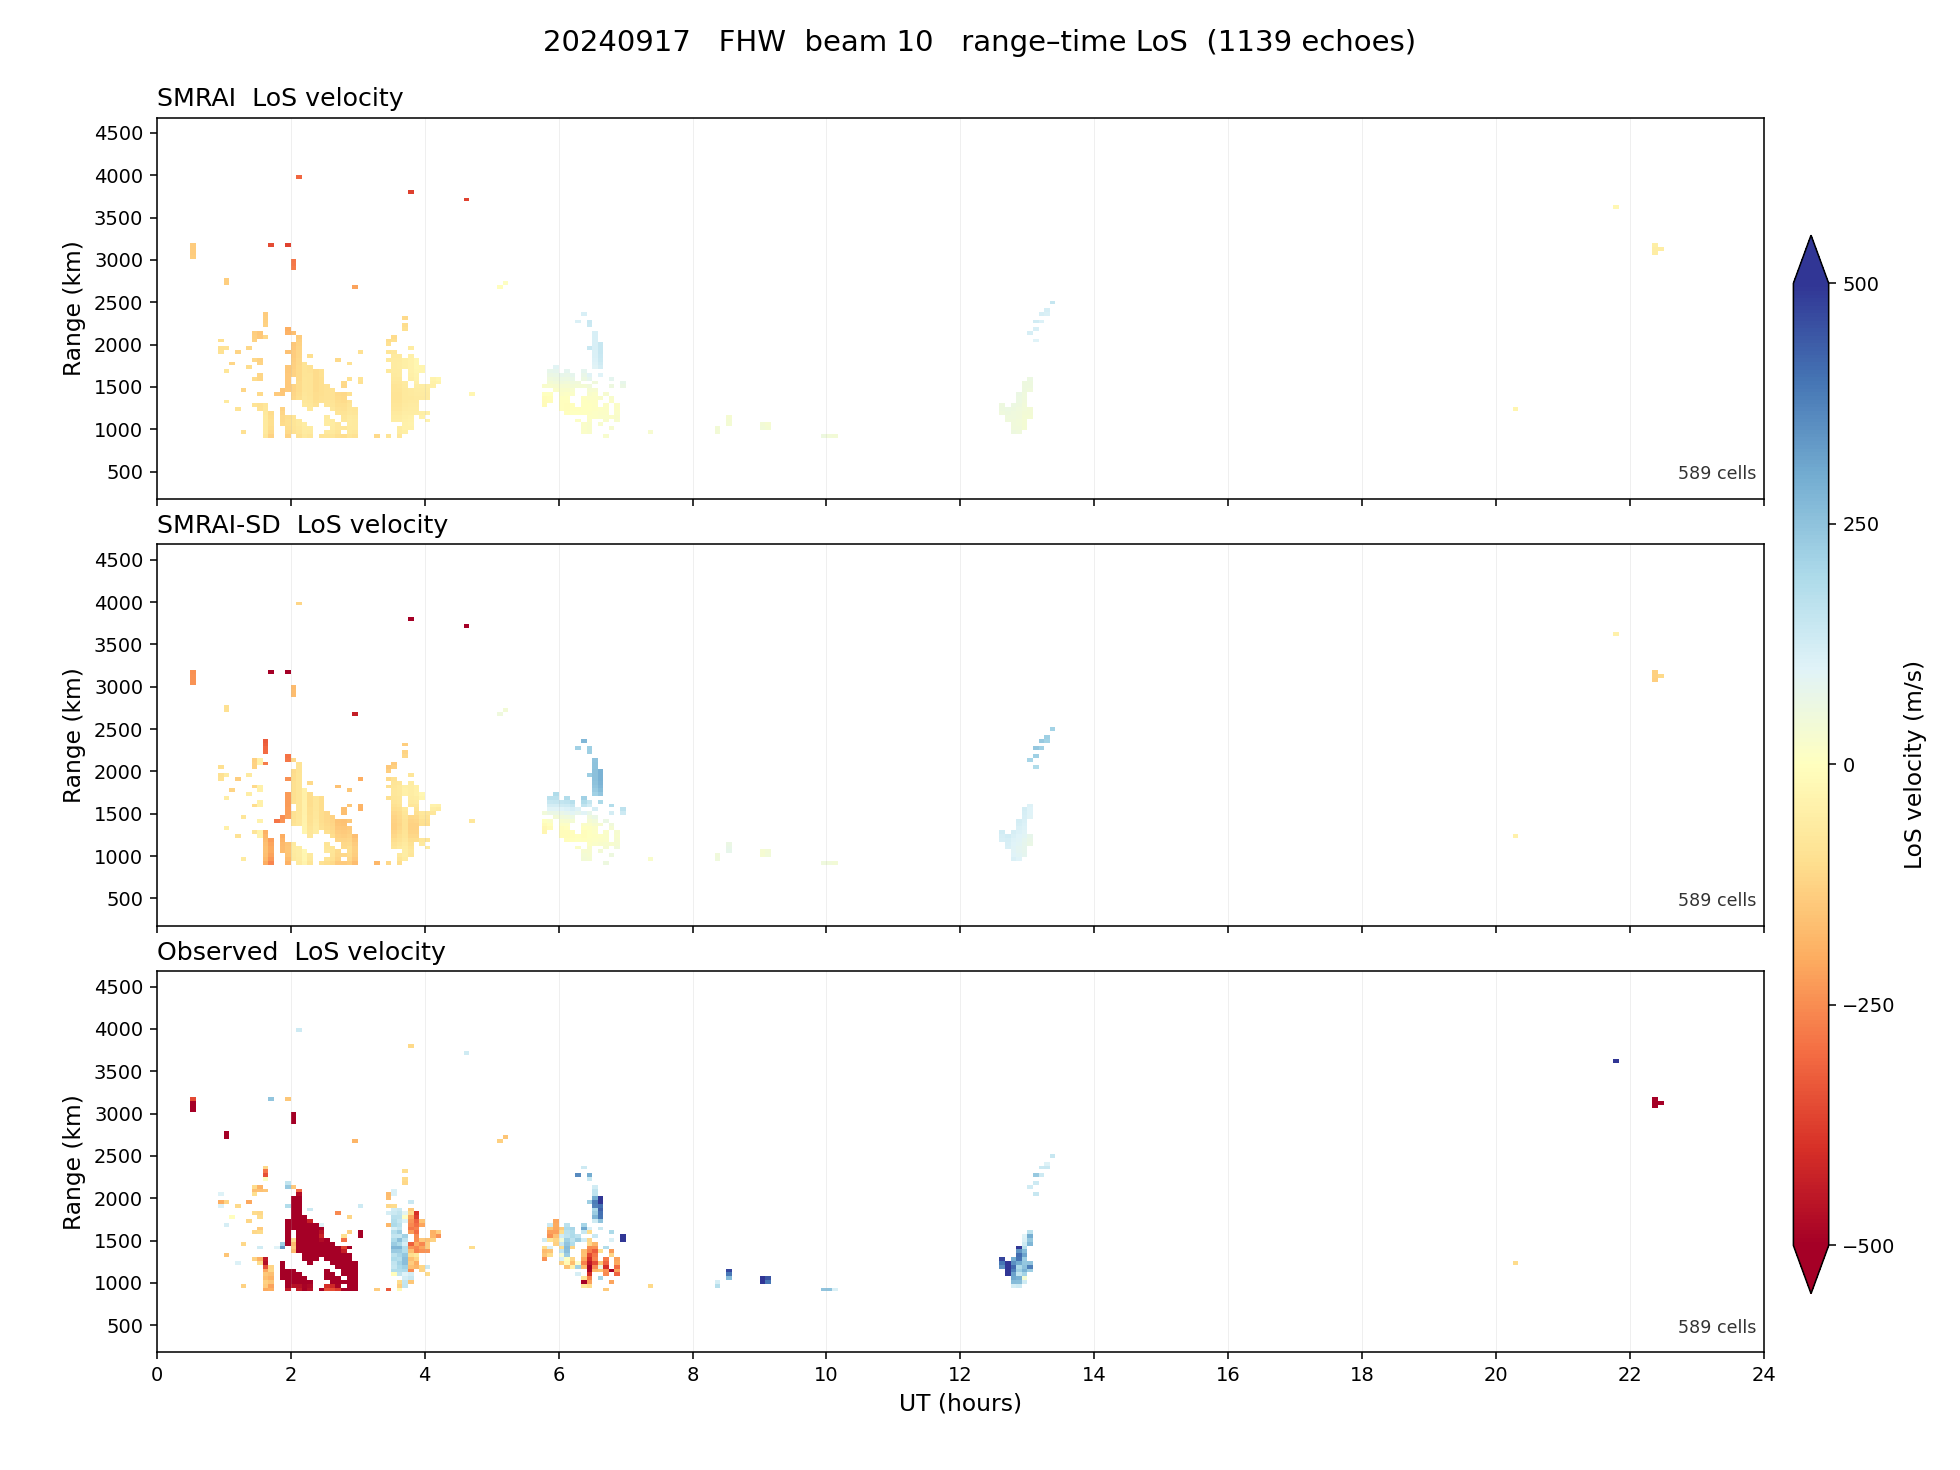 20240917   FHW  beam 10   range–time LoS  (1139 echoes)
SMRAI  LoS velocity
4500
4000
3500
3000
2500
2000
1500
1000
500
Range (km)
589 cells
SMRAI-SD  LoS velocity
4500
4000
3500
3000
2500
2000
1500
1000
500
Range (km)
589 cells
Observed  LoS velocity
4500
4000
3500
3000
2500
2000
1500
1000
500
Range (km)
589 cells
0 2 4 6 8 10 12 14 16 18 20 22 24
UT (hours)
500
250
0
−250
−500
LoS velocity (m/s)